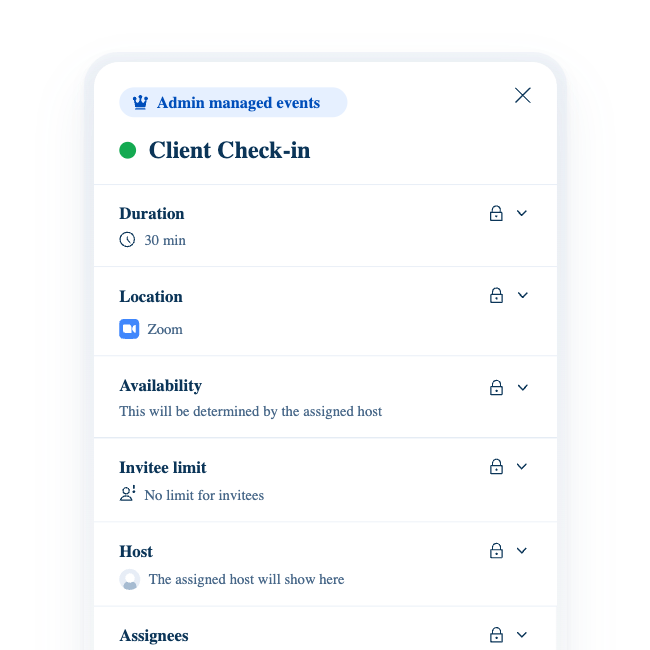 Admin managed events
Client Check-in
Duration
30 min
Location
Zoom
Availability
This will be determined by the assigned host
Invitee limit
No limit for invitees
Host
The assigned host will show here
Assignees